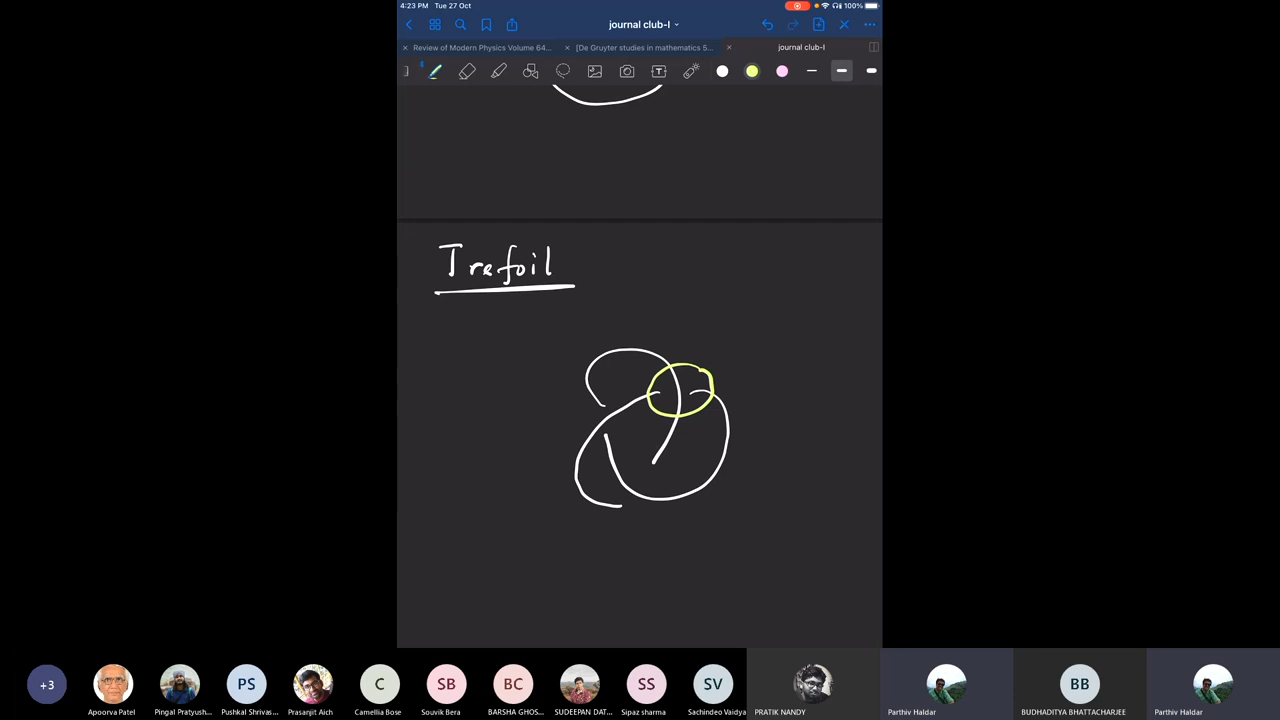 4:23 PM Tue 27 Oct
100%
journal club-I
Review of Modern Physics Volume 64...
[De Gruyter studies in mathematics 5...
journal club-I
Trefoil
+3
PS
C
SB
BC
SS
SV
BB
Apoorva Patel
Pingal Pratyush...
Pushkal Shrivas...
Prasanjit Aich
Camellia Bose
Souvik Bera
BARSHA GHOS...
SUDEEPAN DAT...
Sipaz sharma
Sachindeo Vaidya
PRATIK NANDY
Parthiv Haldar
BUDHADITYA BHATTACHARJEE
Parthiv Haldar